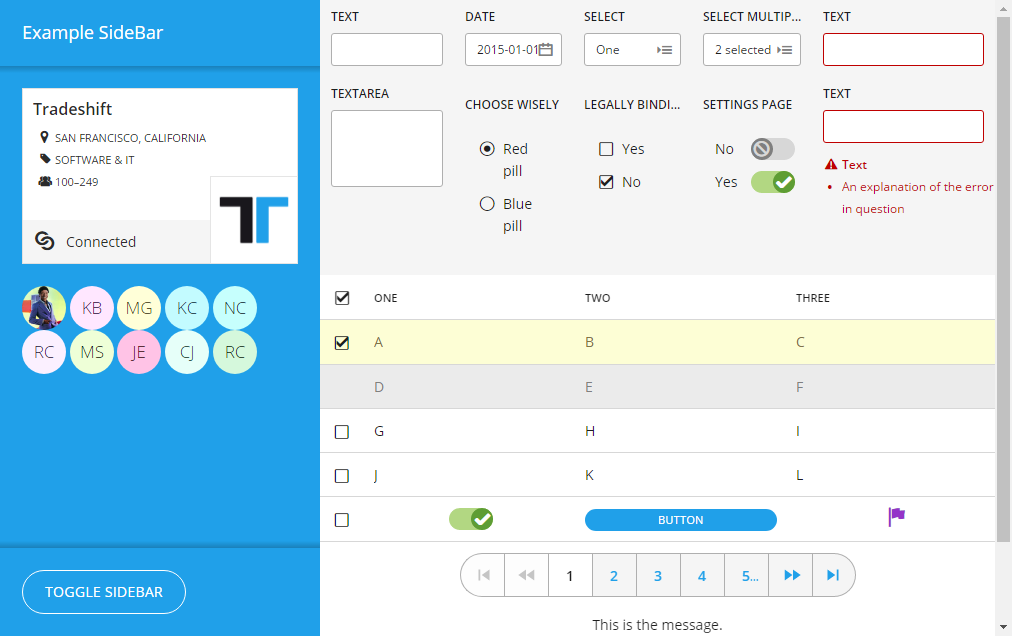 Example SideBar
Tradeshift
SAN FRANCISCO, CALIFORNIA
SOFTWARE & IT
100–249
Connected
KB MG KC NC
RC MS JE CJ RC
TOGGLE SIDEBAR
TEXT DATE SELECT SELECT MULTIP... TEXT
2015-01-01 One 2 selected
TEXTAREA CHOOSE WISELY LEGALLY BINDI... SETTINGS PAGE TEXT
Red pill
Blue pill
Yes
No
No
Yes
Text
An explanation of the error
in question
ONE TWO THREE
A B C
D E F
G H I
J K L
BUTTON
1 2 3 4 5...
This is the message.